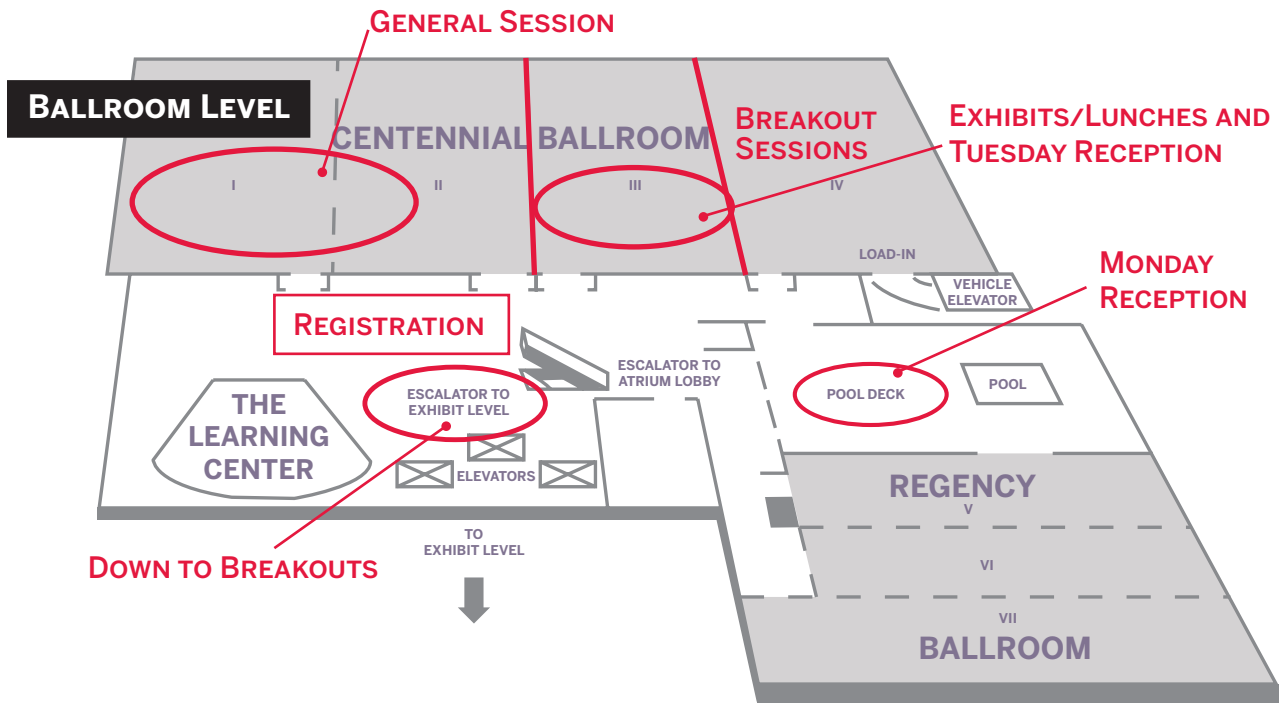 GENERAL SESSION
BALLROOM LEVEL
CENTENNIAL BALLROOM
BREAKOUT
SESSIONS
EXHIBITS/LUNCHES AND
TUESDAY RECEPTION
I
II
III
IV
LOAD-IN
VEHICLE
ELEVATOR
MONDAY
RECEPTION
REGISTRATION
ESCALATOR TO
ATRIUM LOBBY
ESCALATOR TO
EXHIBIT LEVEL
POOL DECK
POOL
THE
LEARNING
CENTER
ELEVATORS
REGENCY
V
TO
EXHIBIT LEVEL
DOWN TO BREAKOUTS
VI
VII
BALLROOM